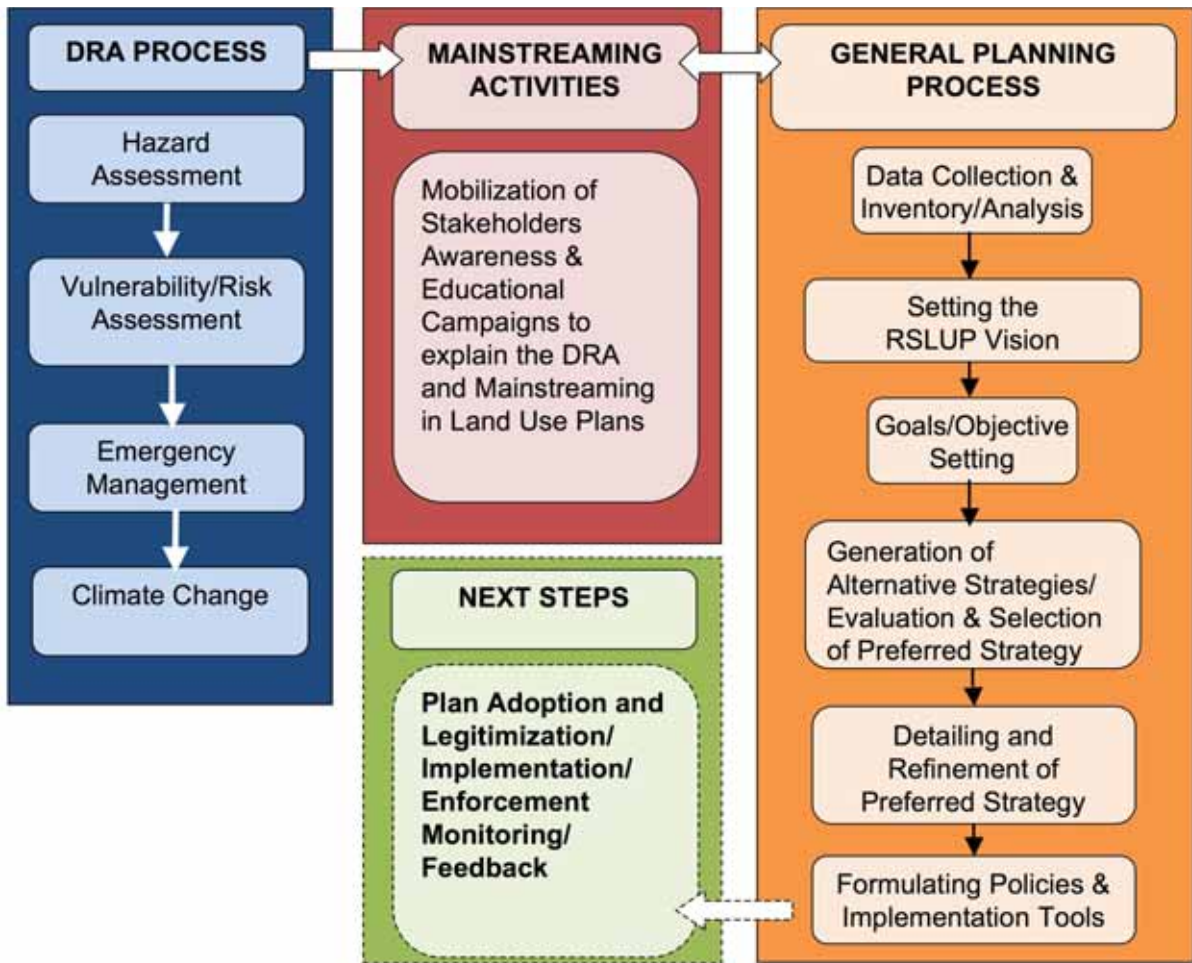 DRA PROCESS
Hazard
Assessment
Vulnerability/Risk
Assessment
Emergency
Management
Climate Change
MAINSTREAMING
ACTIVITIES
Mobilization of
Stakeholders
Awareness &
Educational
Campaigns to
explain the DRA
and Mainstreaming
in Land Use Plans
NEXT STEPS
Plan Adoption and
Legitimization/
Implementation/
Enforcement
Monitoring/
Feedback
GENERAL PLANNING
PROCESS
Data Collection &
Inventory/Analysis
Setting the
RSLUP Vision
Goals/Objective
Setting
Generation of
Alternative Strategies/
Evaluation & Selection
of Preferred Strategy
Detailing and
Refinement of
Preferred Strategy
Formulating Policies &
Implementation Tools